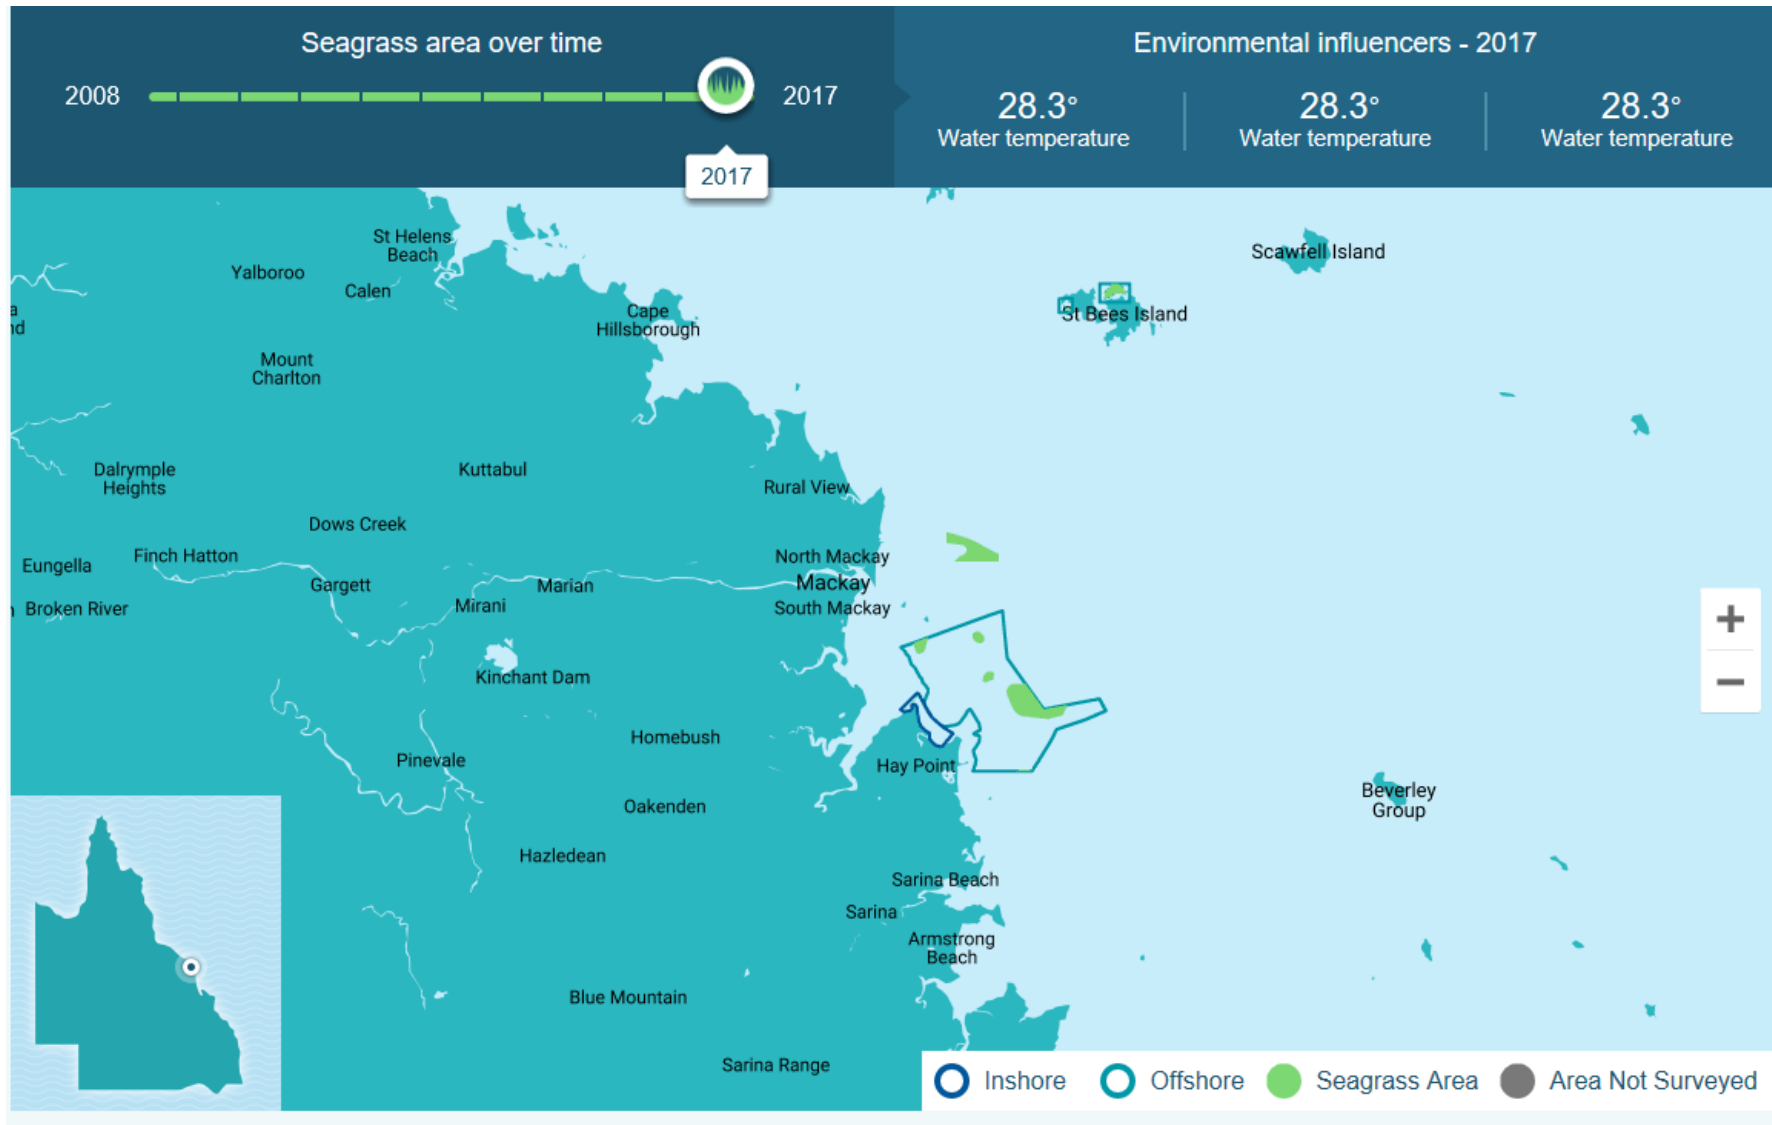 Seagrass area over time
2008
2017
2017
Environmental influencers - 2017
28.3°
Water temperature
28.3°
Water temperature
28.3°
Water temperature
St Helens
Beach
Yalboroo
Calen
Cape
Hillsborough
Mount
Charlton
Scawfell Island
St Bees Island
Dalrymple
Heights
Kuttabul
Rural View
Dows Creek
Eungella
Finch Hatton
Gargett
Marian
Mirani
North Mackay
Mackay
South Mackay
Broken River
Kinchant Dam
Homebush
Pinevale
Hay Point
Oakenden
Beverley
Group
Hazledean
Sarina Beach
Sarina
Armstrong
Beach
Blue Mountain
Sarina Range
Inshore
Offshore
Seagrass Area
Area Not Surveyed